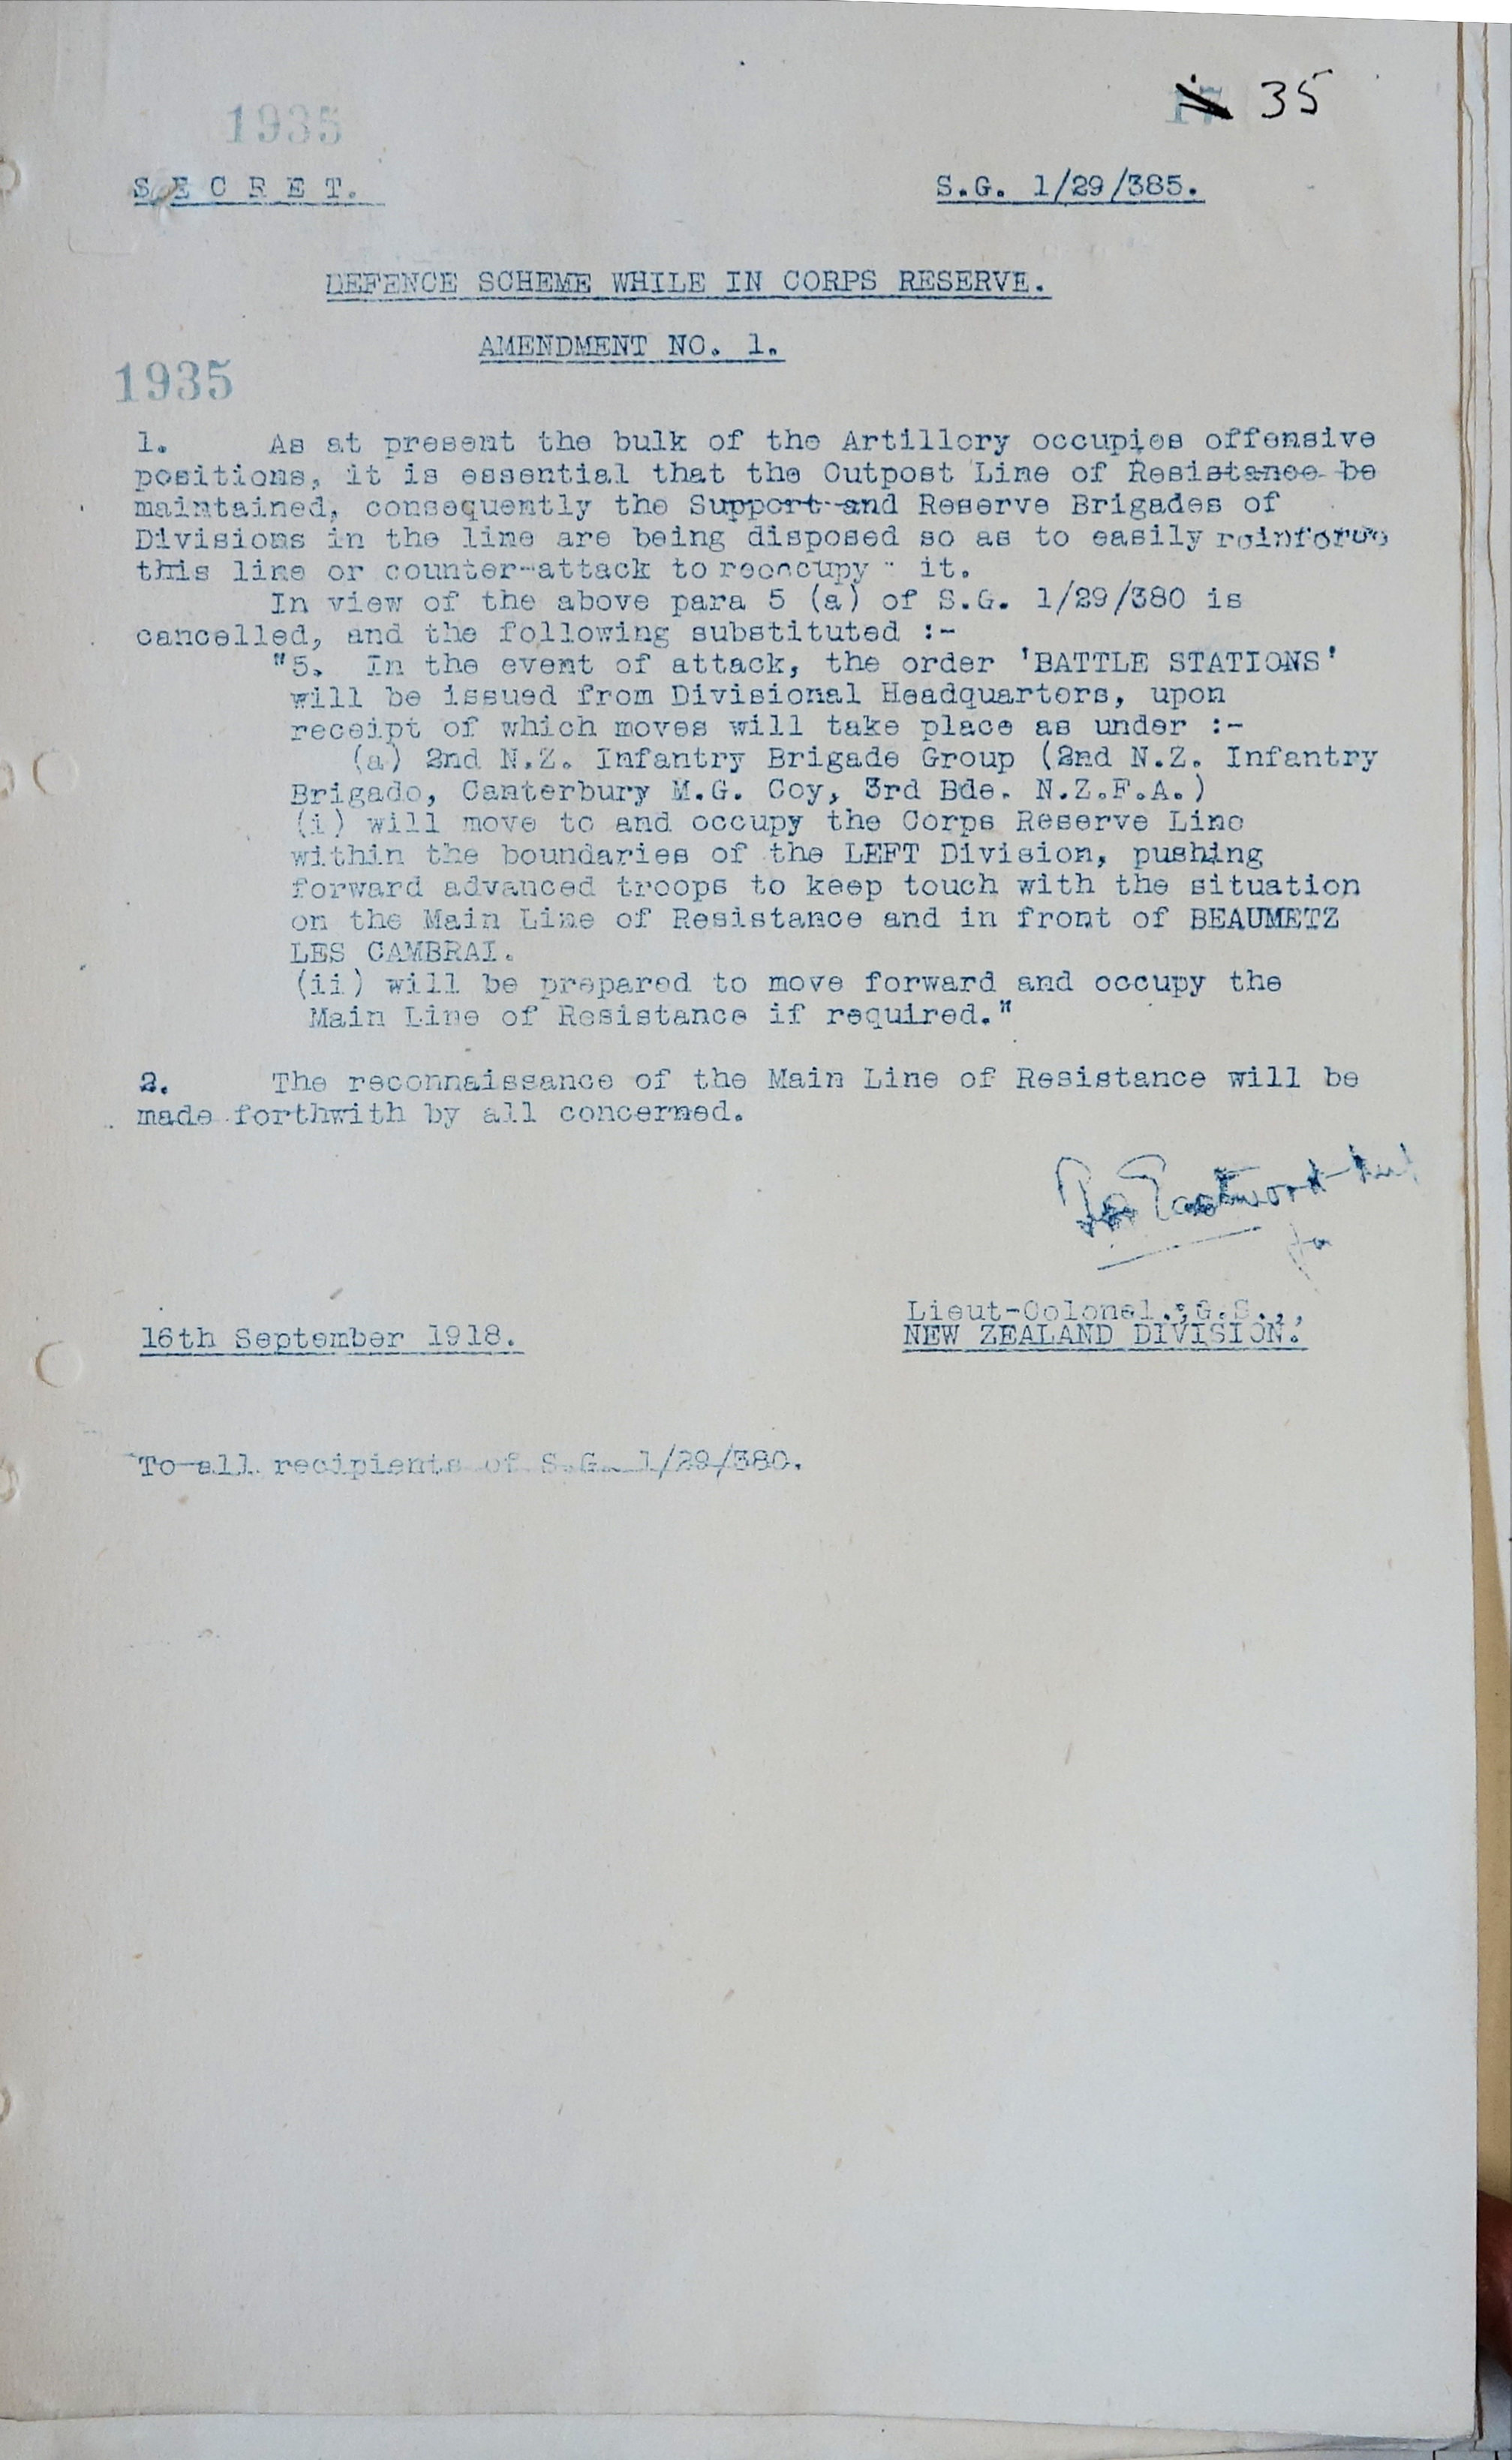 1935
17 35
S E C R E T.
S.G. 1/29/385.
DEFENCE SCHEME WHILE IN CORPS RESERVE.
AMENDMENT NO. 1.
1935
1. As at present the bulk of the Artillery occupies offensive
positions, it is essential that the Outpost Line of Resistance be
maintained, consequently the Support and Reserve Brigades of
Divisions in the line are being disposed so as to easily reinforce
this line or counter-attack to reoccupy it.
In view of the above para 5 (a) of S.G. 1/29/380 is
cancelled, and the following substituted :-
"5. In the event of attack, the order 'BATTLE STATIONS'
will be issued from Divisional Headquarters, upon
receipt of which moves will take place as under :-
(a) 2nd N.Z. Infantry Brigade Group (2nd N.Z. Infantry
Brigade, Canterbury M.G. Coy, 3rd Bde. N.Z.F.A.)
(i) will move to and occupy the Corps Reserve Line
within the boundaries of the LEFT Division, pushing
forward advanced troops to keep touch with the situation
on the Main Line of Resistance and in front of BEAUMETZ
LES CAMBRAI.
(ii) will be prepared to move forward and occupy the
Main Line of Resistance if required."
2. The reconnaissance of the Main Line of Resistance will be
made forthwith by all concerned.
Eastwood
for
Lieut-Colonel.,G.S.,,
NEW ZEALAND DIVISION.
16th September 1918.
To all recipients of S.G. 1/29/380.